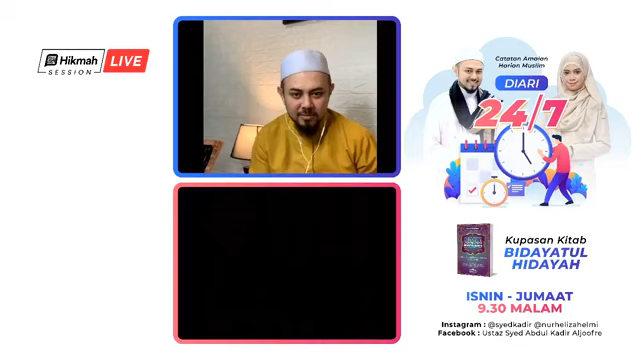 Hikmah
SESSION
LIVE
Catatan Amalan
Harian Muslim
DIARI
24/7
Kupasan Kitab
BIDAYATUL
HIDAYAH
ISNIN - JUMAAT
9.30 MALAM
Instagram : @syedkadir @nurhelizahelmi
Facebook : Ustaz Syed Abdul Kadir Aljoofre